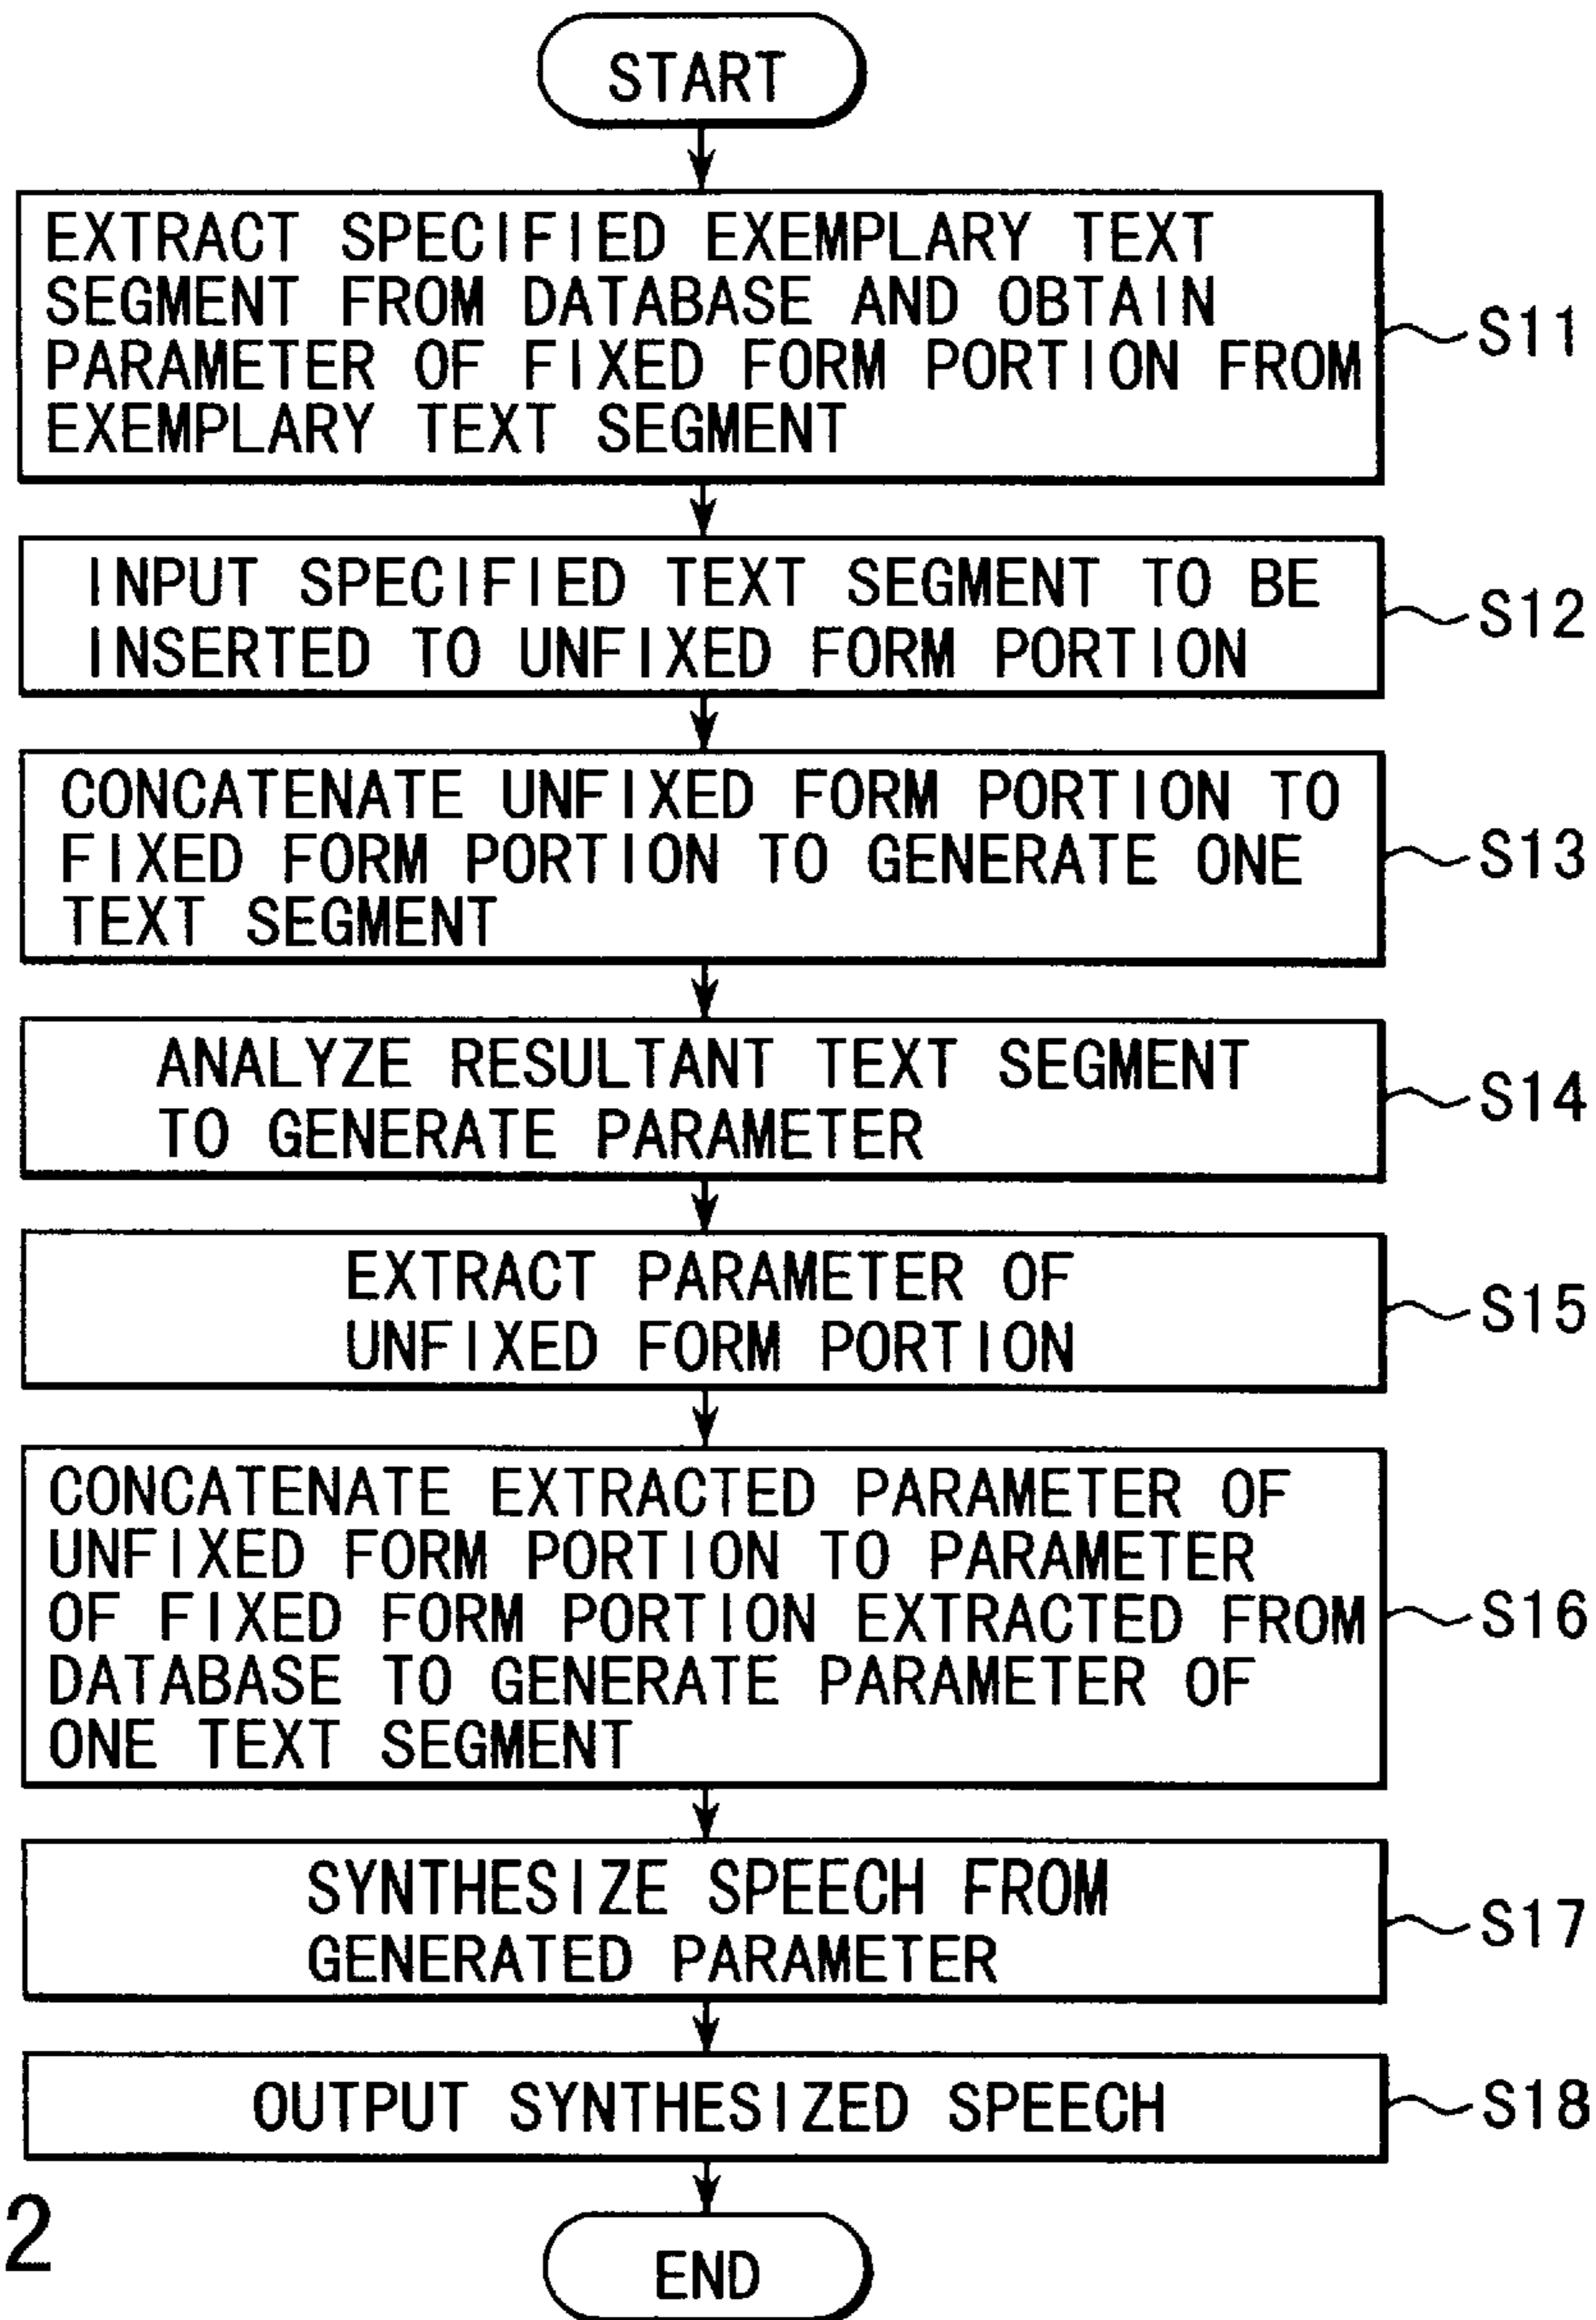 START
EXTRACT SPECIFIED EXEMPLARY TEXT
SEGMENT FROM DATABASE AND OBTAIN
PARAMETER OF FIXED FORM PORTION FROM
EXEMPLARY TEXT SEGMENT
S11
INPUT SPECIFIED TEXT SEGMENT TO BE
INSERTED TO UNFIXED FORM PORTION
S12
CONCATENATE UNFIXED FORM PORTION TO
FIXED FORM PORTION TO GENERATE ONE
TEXT SEGMENT
S13
ANALYZE RESULTANT TEXT SEGMENT
TO GENERATE PARAMETER
S14
EXTRACT PARAMETER OF
UNFIXED FORM PORTION
S15
CONCATENATE EXTRACTED PARAMETER OF
UNFIXED FORM PORTION TO PARAMETER
OF FIXED FORM PORTION EXTRACTED FROM
DATABASE TO GENERATE PARAMETER OF
ONE TEXT SEGMENT
S16
SYNTHESIZE SPEECH FROM
GENERATED PARAMETER
S17
OUTPUT SYNTHESIZED SPEECH
S18
2
END